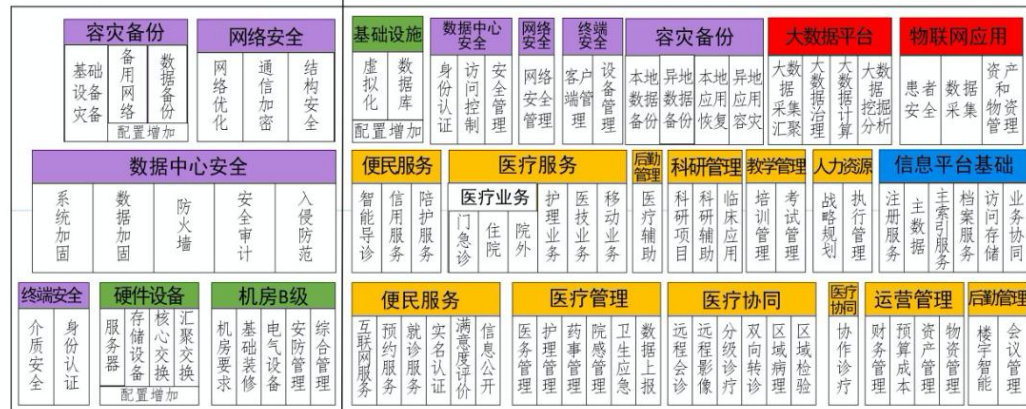 容灾备份
基础设备灾备
备用网络
数据备份
配置增加
网络安全
网络优化
通信加密
结构安全
数据中心安全
系统加固
数据加固
防火墙
安全审计
入侵防范
终端安全
介质安全
身份认证
硬件设备
服务器
存储设备
核心交换
汇聚交换
配置增加
机房B级
机房要求
基础装修
电气设备
安防管理
综合管理
基础设施
虚拟化
数据库
配置增加
数据中心安全
身份认证
访问控制
安全管理
网络安全
网络安全管理
终端安全
客户端管
设备管理
容灾备份
本地数据备份
异地数据备份
本地应用恢复
异地应用容灾
大数据平台
大数据采集汇聚
大数据治理
大数据计算
大数据挖掘分析
物联网应用
患者安全
数据采集
资产和物资管理
便民服务
智能导诊
信用服务
陪护服务
医疗服务
医疗业务
门急诊
住院
院外
护理业务
医技业务
移动业务
后勤管理
医疗辅助
科研管理
科研项目
科研辅助
临床应用
教学管理
培训管理
考试管理
人力资源
战略规划
执行管理
信息平台基础
注册服务
主数据
主索引服务
档案服务
访问存储
业务协同
便民服务
互联网服务
预约服务
就诊服务
实名认证
满意度评价
信息公开
医疗管理
医务管理
护理管理
药事管理
院感管理
卫生应急
数据上报
医疗协同
远程会诊
远程影像
分级诊疗
双向转诊
区域病理
区域检验
医疗协同
协作诊疗
运营管理
财务管理
预算成本
资产管理
物资管理
后勤管理
楼宇智能
会议管理